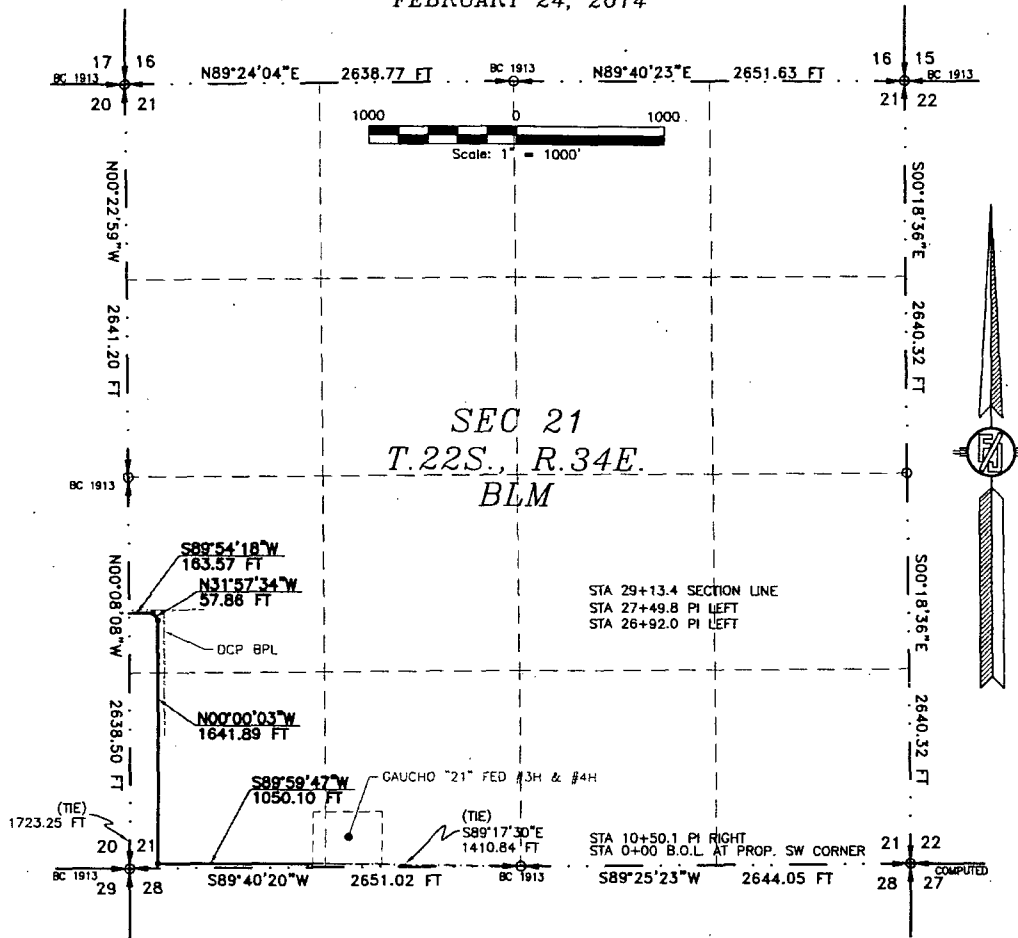 FEBRUARY 24, 2014
17 16
20 21
BC 1913
N89°24'04"E 2638.77 FT
BC 1913
N89°40'23"E 2651.63 FT
16 15
21 22
BC 1913
1000 0 1000
Scale: 1" = 1000'
N00°22'59"W 2641.20 FT
S00°18'36"E 2640.32 FT
SEC 21
T.22S., R.34E.
BLM
BC 1913
S89°54'18"W
163.57 FT
N31°57'34"W
57.86 FT
DCP BPL
N00°08'08"W 2638.50 FT
STA 29+13.4 SECTION LINE
STA 27+49.8 PI LEFT
STA 26+92.0 PI LEFT
S00°18'36"E 2640.32 FT
N00°00'03"W
1641.89 FT
S89°59'47"W
1050.10 FT
GAUCHO "21" FED #3H & #4H
(TIE)
1723.25 FT
(TIE)
S89°17'30"E
1410.84 FT
STA 10+50.1 PI RIGHT
STA 0+00 B.O.L. AT PROP. SW CORNER
20 21
29 28
BC 1913
S89°40'20"W 2651.02 FT
BC 1913
S89°25'23"W 2644.05 FT
21 22
28 27
COMPUTED